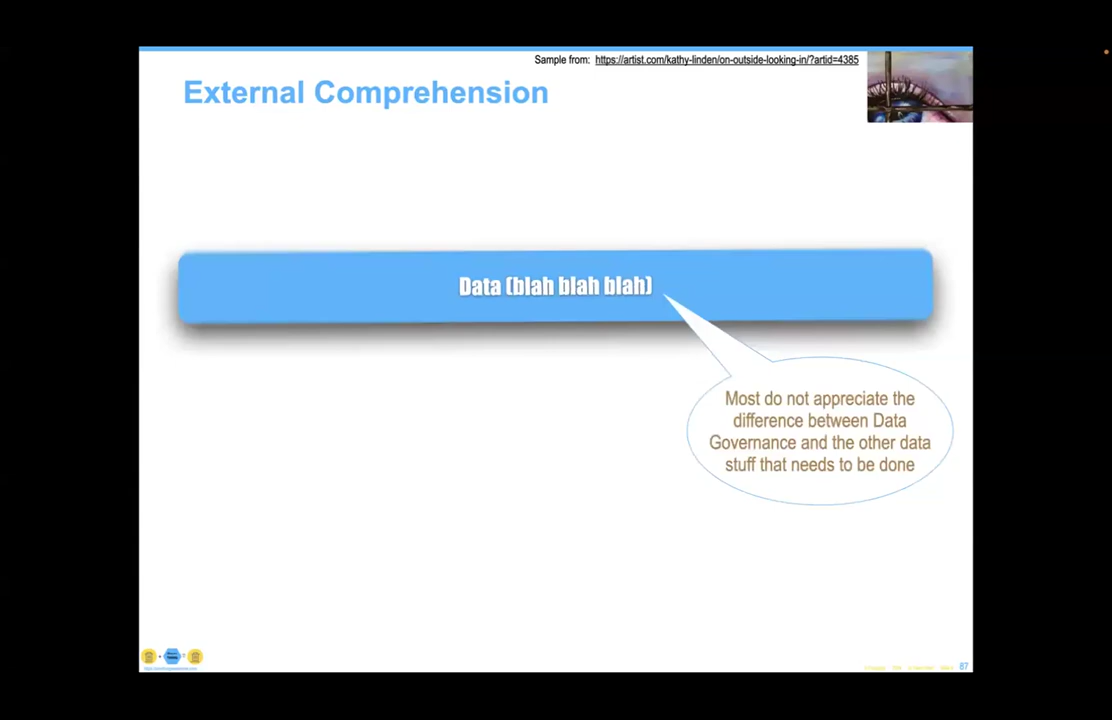 Sample from: https://artist.com/kathy-linden/on-outside-looking-in/?artid=4385
External Comprehension
Data (blah blah blah)
Most do not appreciate the
difference between Data
Governance and the other data
stuff that needs to be done
87